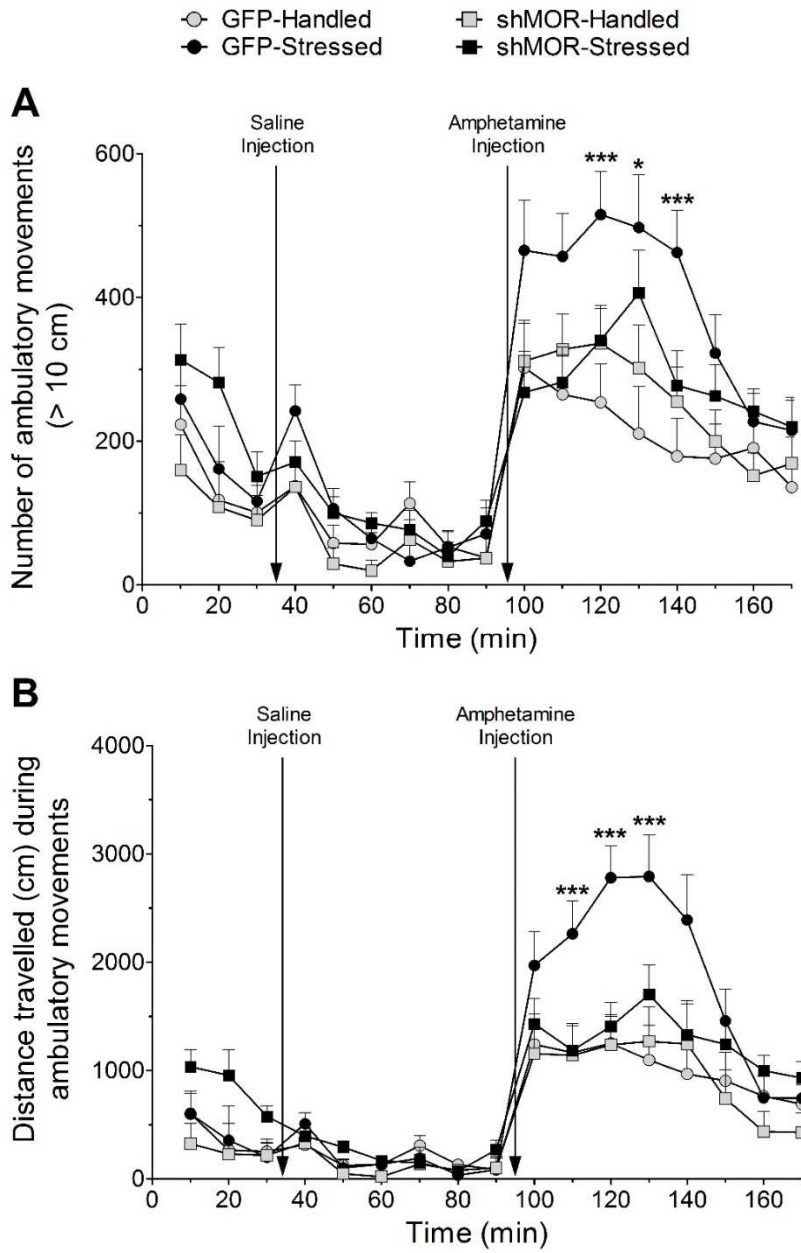 GFP-Handled
shMOR-Handled
GFP-Stressed
shMOR-Stressed
A
Saline
Injection
Amphetamine
Injection
600
400
200
0
*** * ***
Number of ambulatory movements
(> 10 cm)
0 20 40 60 80 100 120 140 160
Time (min)
B
Saline
Injection
Amphetamine
Injection
4000
3000
2000
1000
0
*** *** ***
Distance travelled (cm) during
ambulatory movements
0 20 40 60 80 100 120 140 160
Time (min)